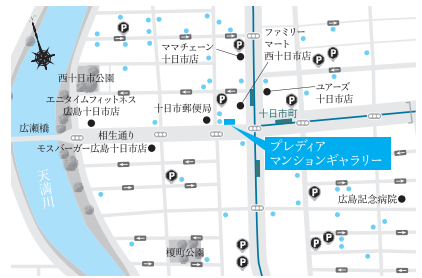 ファミリー
マート
西十日市店
ママチェーン
十日市店
西十日市公園
ユアーズ
十日市店
エニタイムフィットネス
広島十日市店
十日市郵便局
十日市町
広瀬橋
相生通り
モスバーガー広島十日市店
プレディア
マンションギャラリー
天満川
広島記念病院
榎町公園
P
P
P
P
P
P
P
P
P
P
P
P